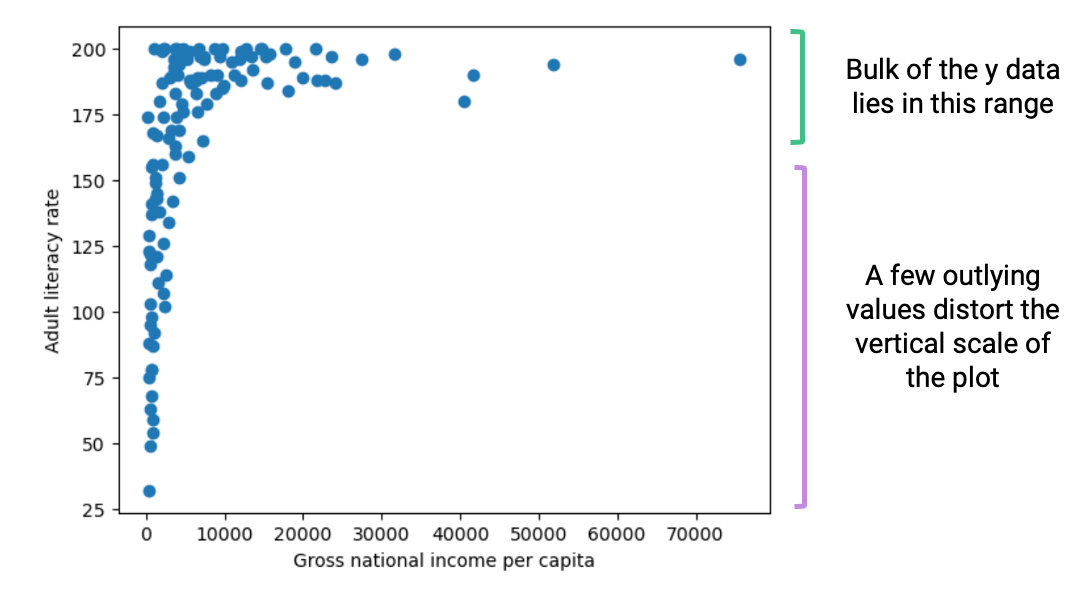 200
175
150
125
100
75
50
25
Adult literacy rate
0 10000 20000 30000 40000 50000 60000 70000
Gross national income per capita
Bulk of the y data
lies in this range
A few outlying
values distort the
vertical scale of
the plot